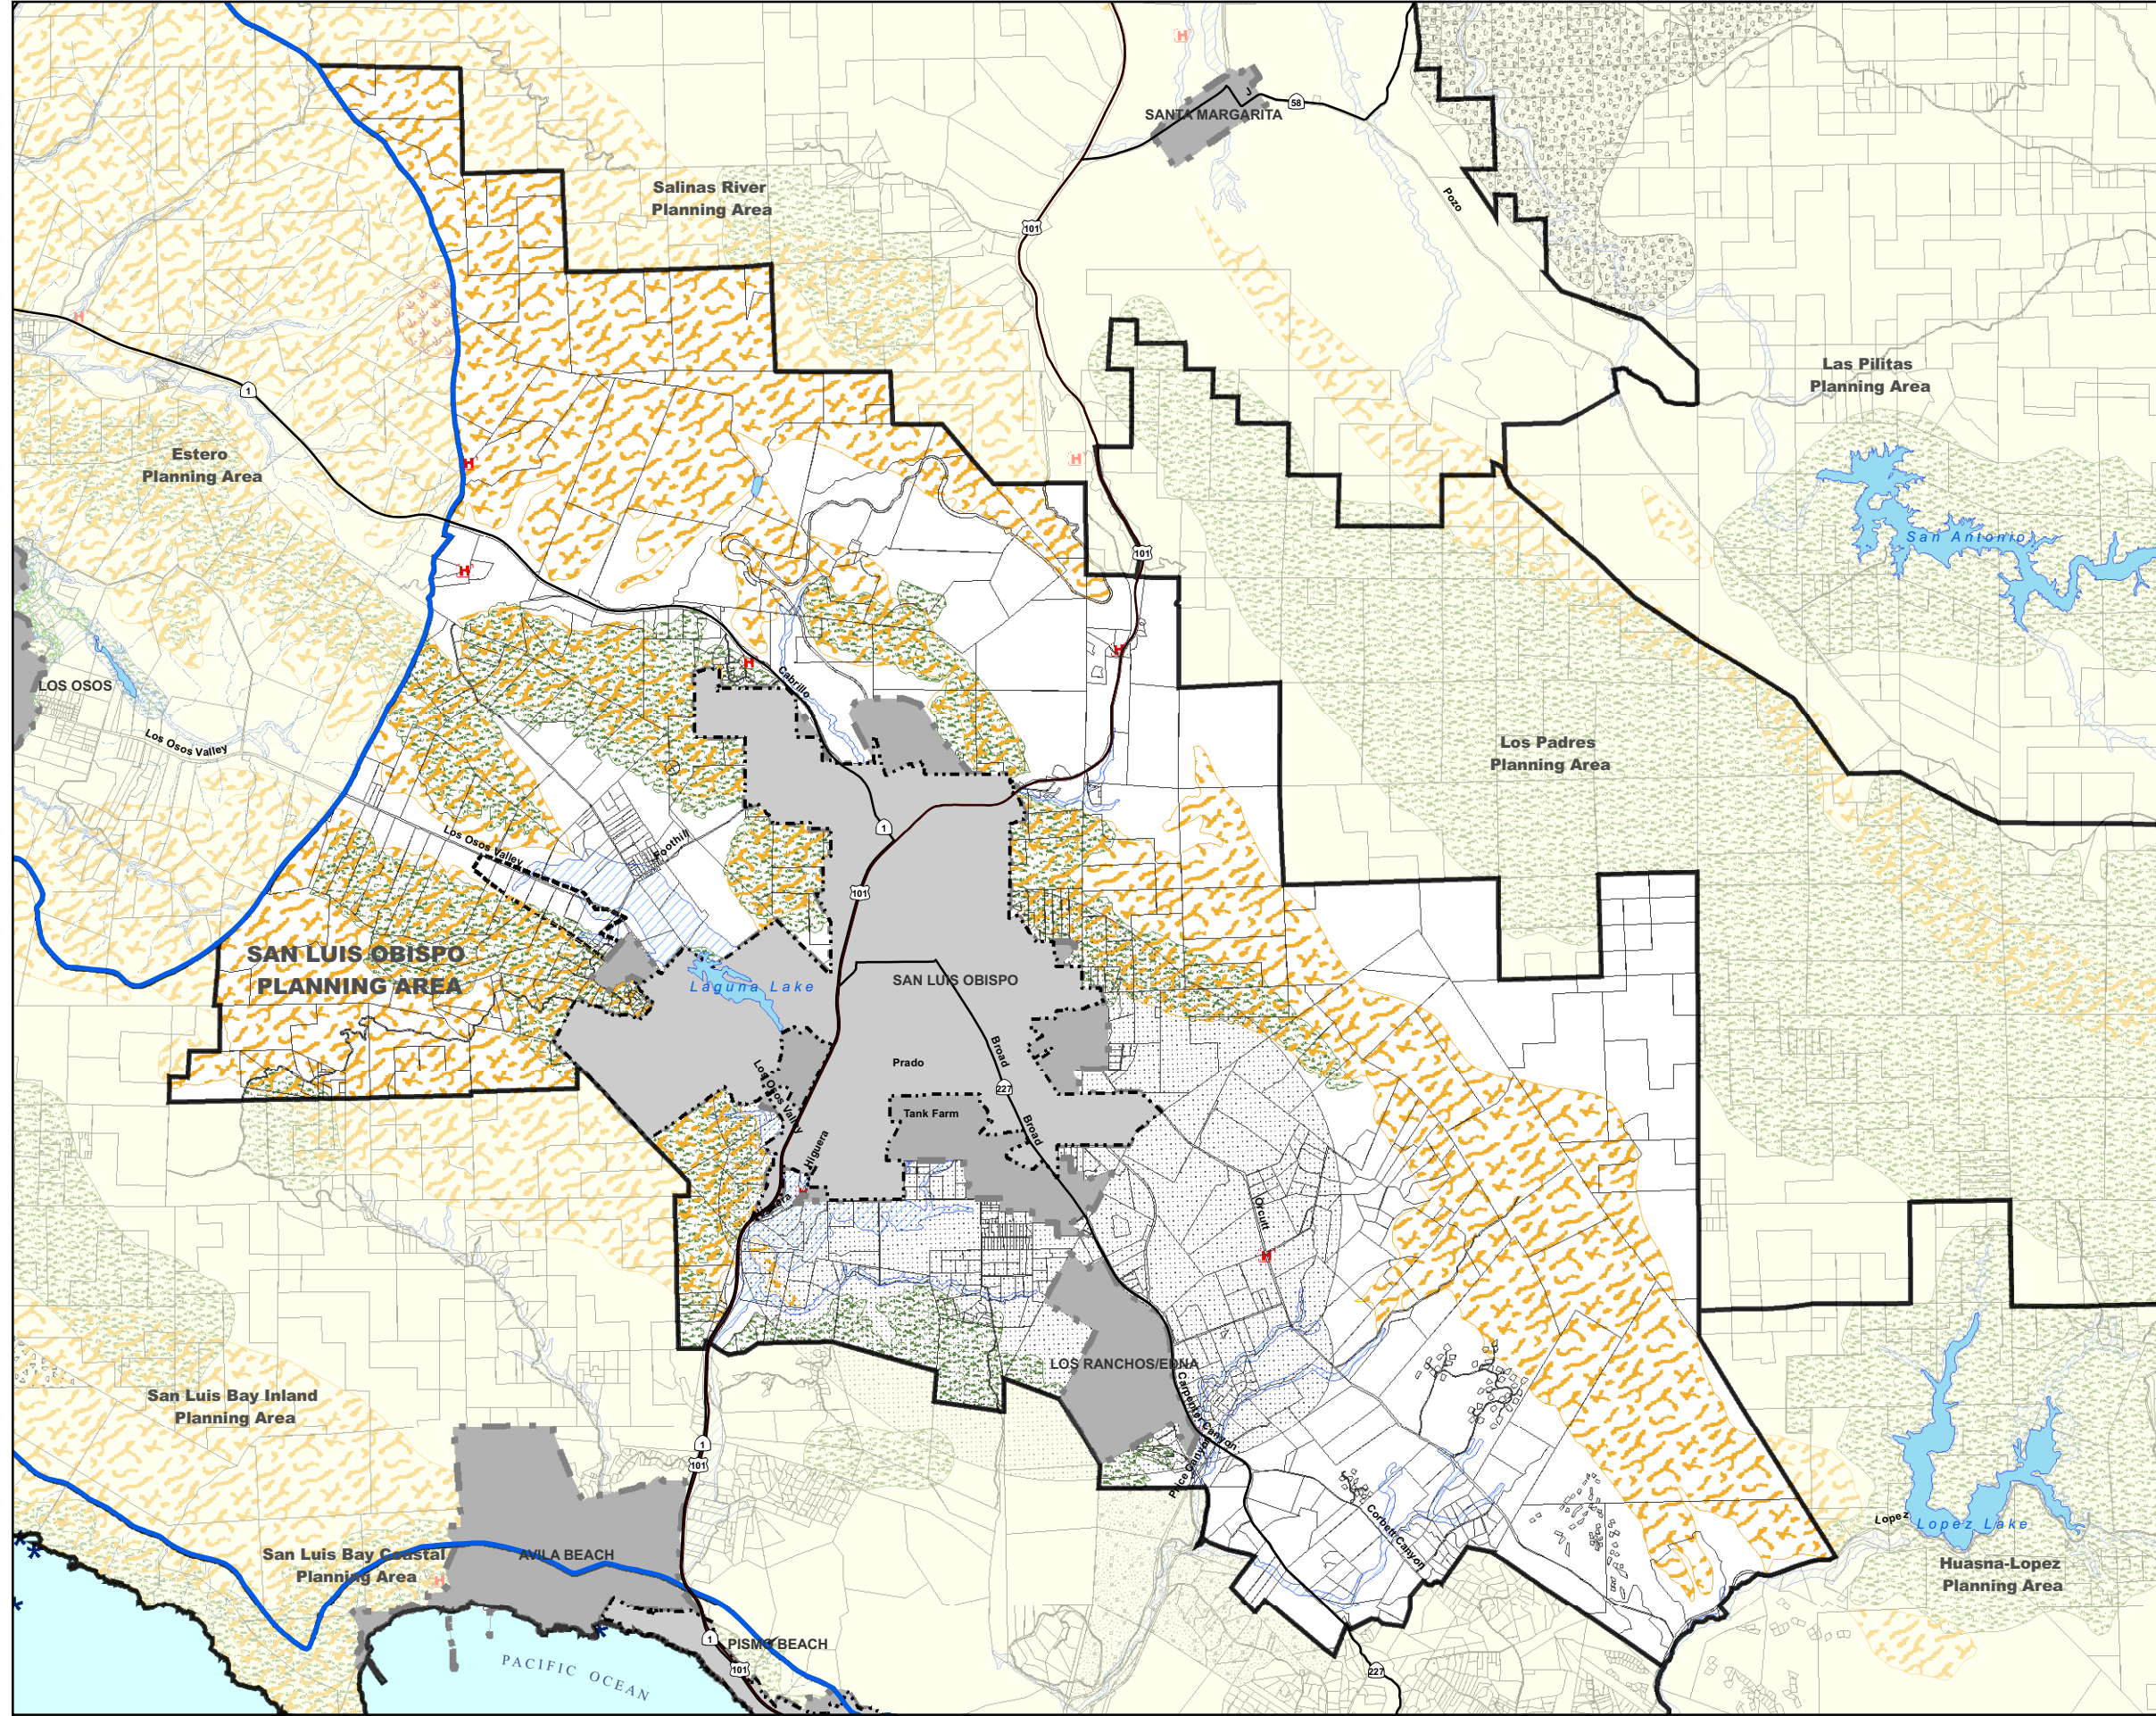 H
SANTA MARGARITA
J
58
Salinas River
Planning Area
Pozo
101
H
1
Las Pilitas
Planning Area
Estero
Planning Area
H
H
San Antonio
101
H
H
H
LOS OSOS
Cabrillo
Los Osos Valley
Los Padres
Planning Area
Los Osos Valley
Foothill
1
101
SAN LUIS OBISPO
PLANNING AREA
SAN LUIS OBISPO
Laguna Lake
Broad
Prado
Los Osos Valley
227
Tank Farm
Broad
Higuera
H
Orcutt
H
LOS RANCHOS/EDNA
San Luis Bay Inland
Planning Area
Carpenter Canyon
Price Canyon
1
101
Corbett Canyon
Lopez
Lopez Lake
San Luis Bay Coastal
Planning Area
H
AVILA BEACH
Huasna-Lopez
Planning Area
1
PISMO BEACH
101
PACIFIC OCEAN
227